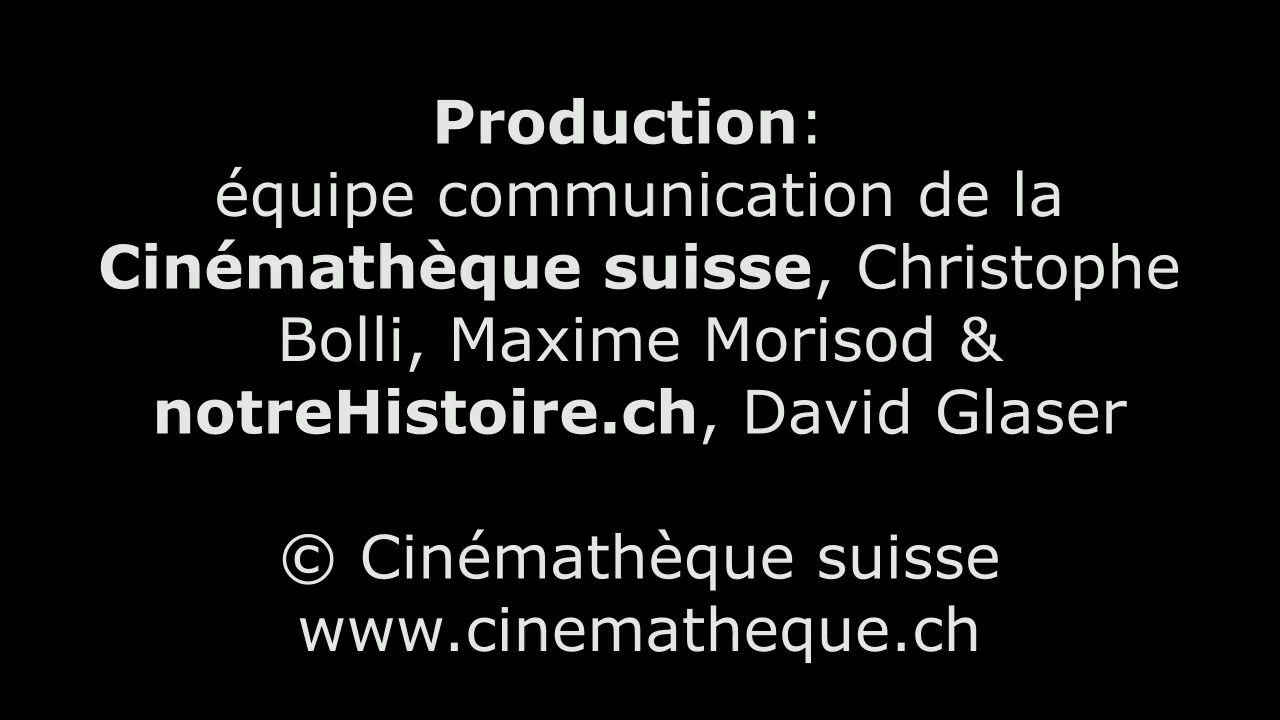 Production:
équipe communication de la
Cinémathèque suisse, Christophe
Bolli, Maxime Morisod &
notreHistoire.ch, David Glaser
© Cinémathèque suisse
www.cinematheque.ch